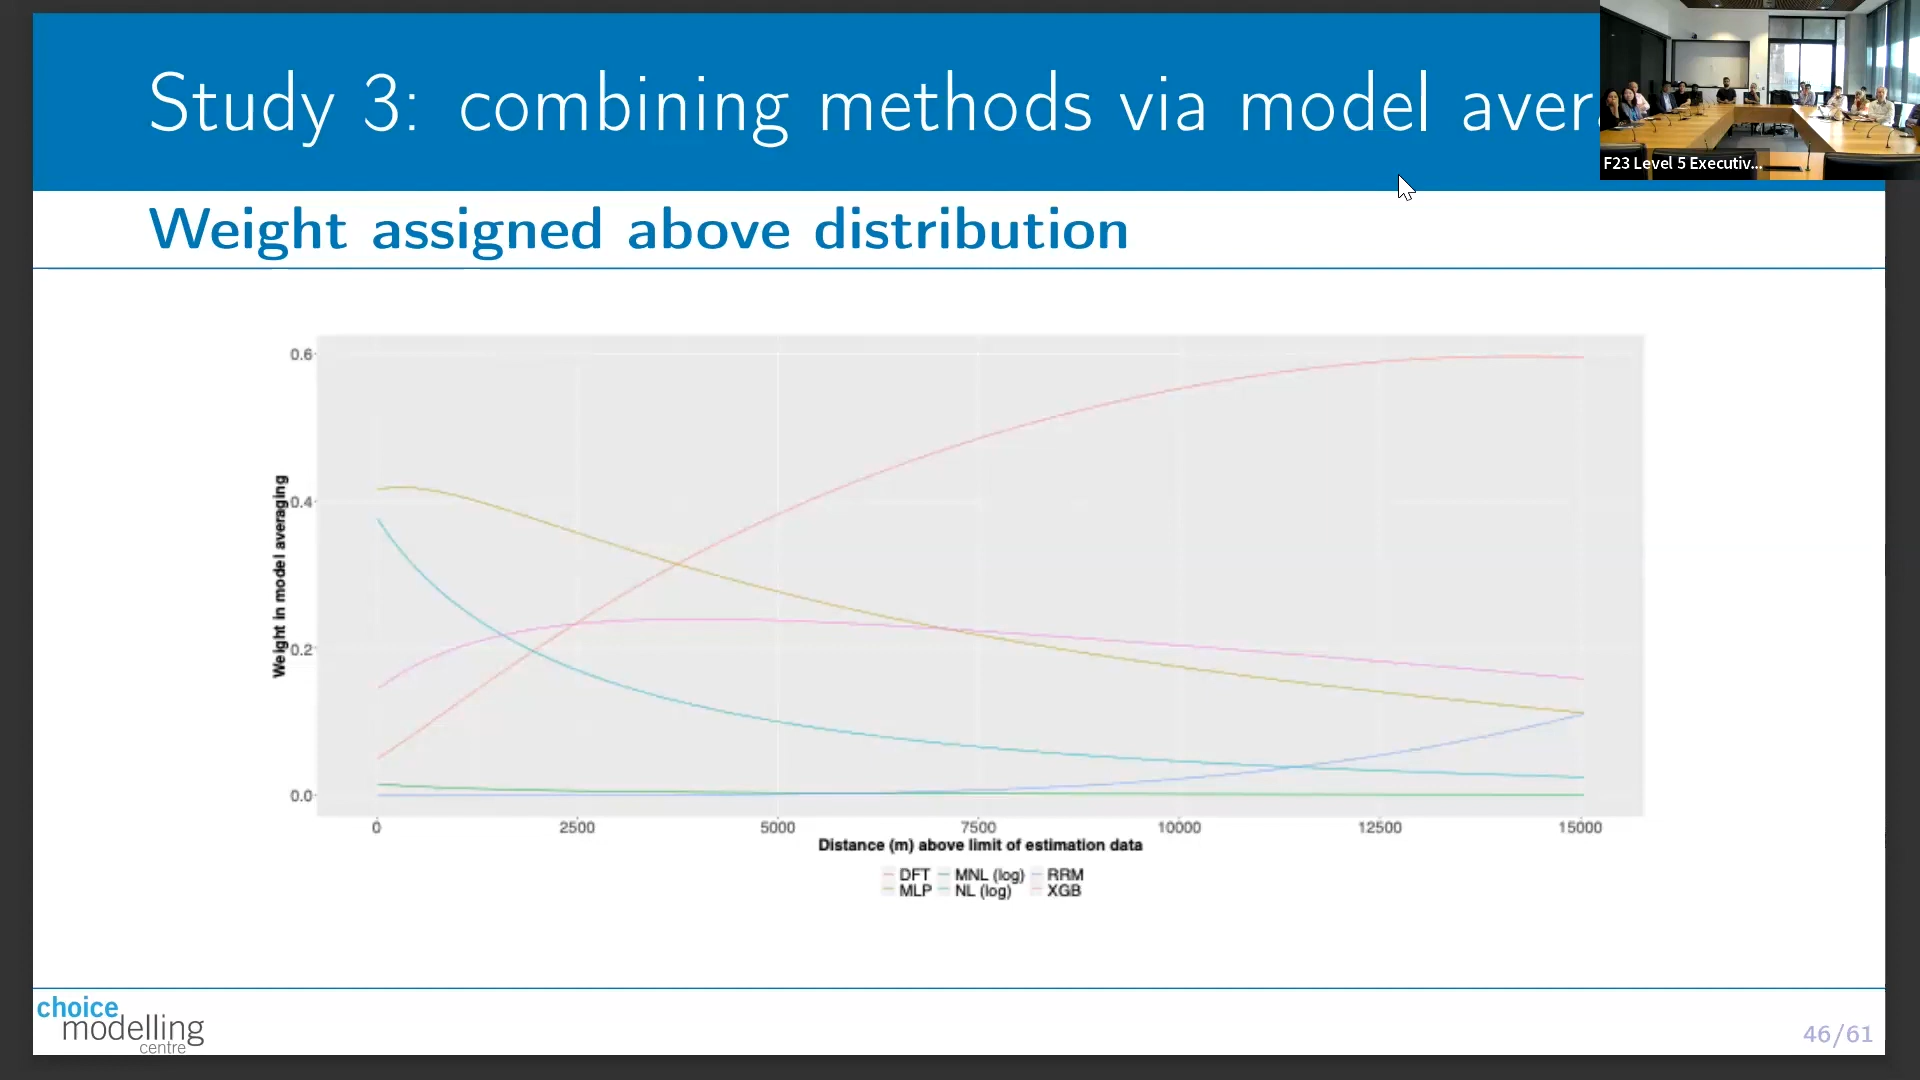 Study 3: combining methods via model aver
F23 Level 5 Executiv...
Weight assigned above distribution
Weight in model averaging
0.6
0.4
0.2
0.0
0 2500 5000 7500 10000 12500 15000
Distance (m) above limit of estimation data
DFT MNL (log) RRM
MLP NL (log) XGB
choice
modelling
centre
46/61